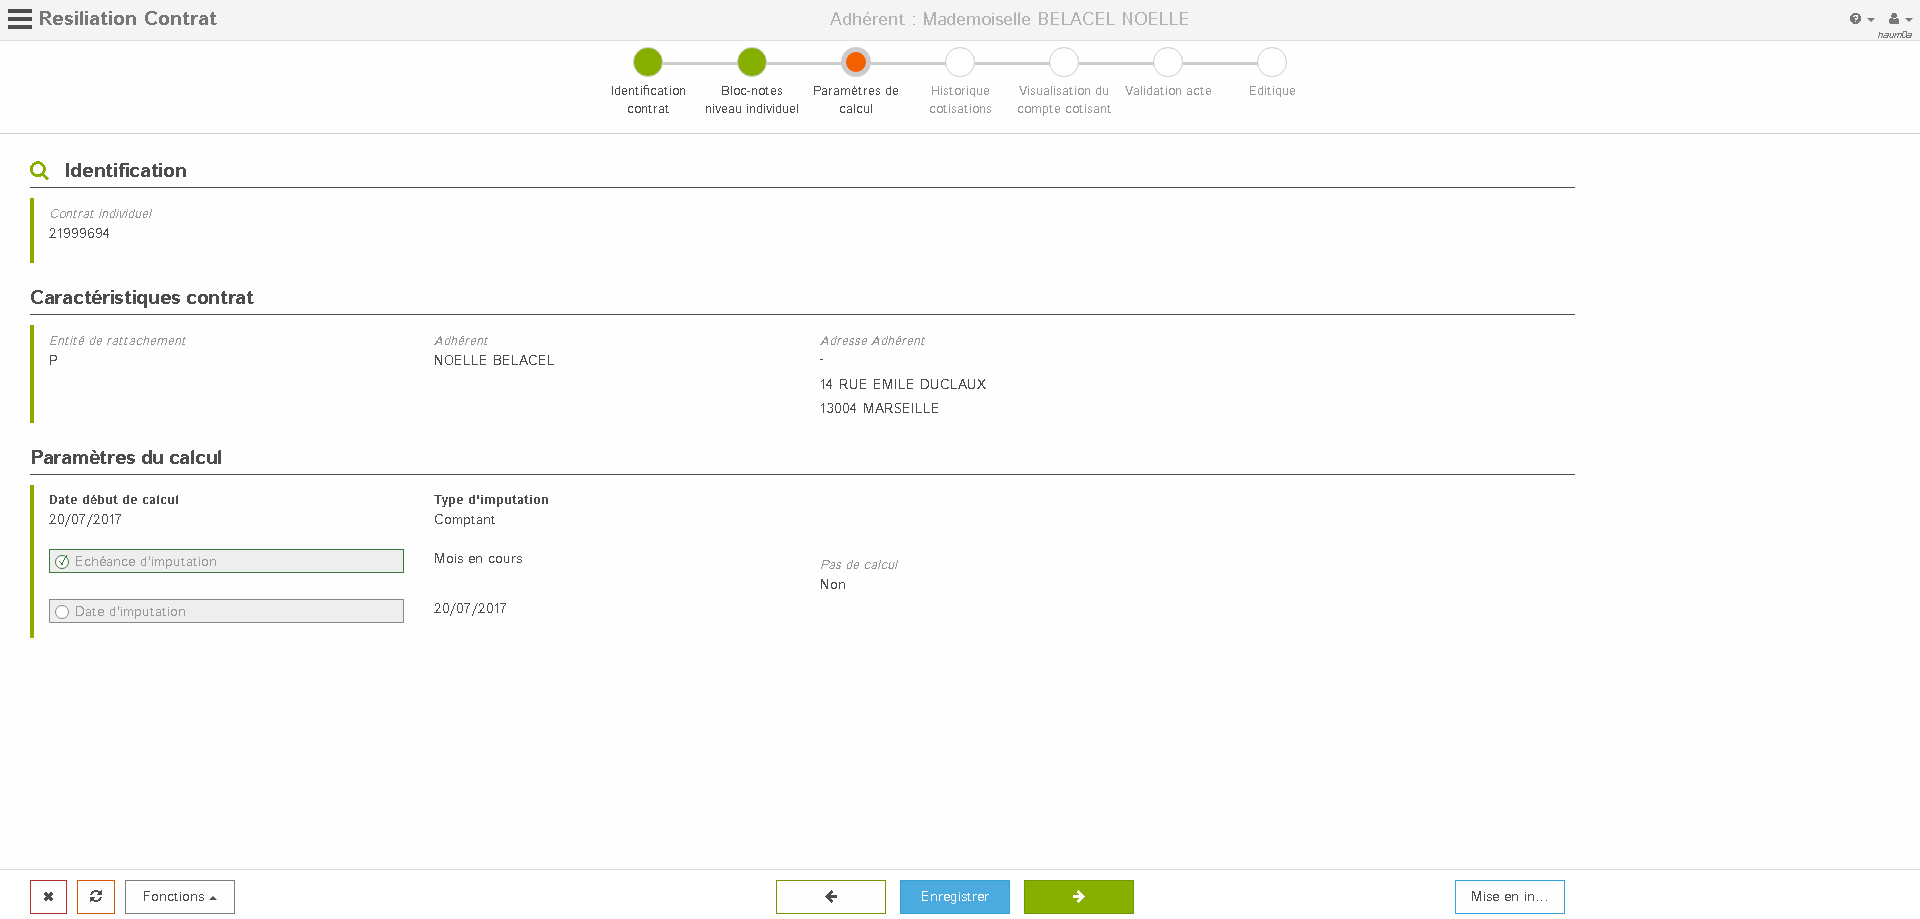 Resiliation Contrat
Adhérent : Mademoiselle BELACEL NOELLE
haum0a
Identification contrat
Bloc-notes niveau individuel
Paramètres de calcul
Historique cotisations
Visualisation du compte cotisant
Validation acte
Editique
Identification
Contrat individuel
21999694
Caractéristiques contrat
Entité de rattachement
P
Adhérent
NOELLE BELACEL
Adresse Adhérent
-
14 RUE EMILE DUCLAUX
13004 MARSEILLE
Paramètres du calcul
Date début de calcul
20/07/2017
Type d'imputation
Comptant
Echéance d'imputation
Mois en cours
Pas de calcul
Non
Date d'imputation
20/07/2017
Fonctions
Enregistrer
Mise en in...